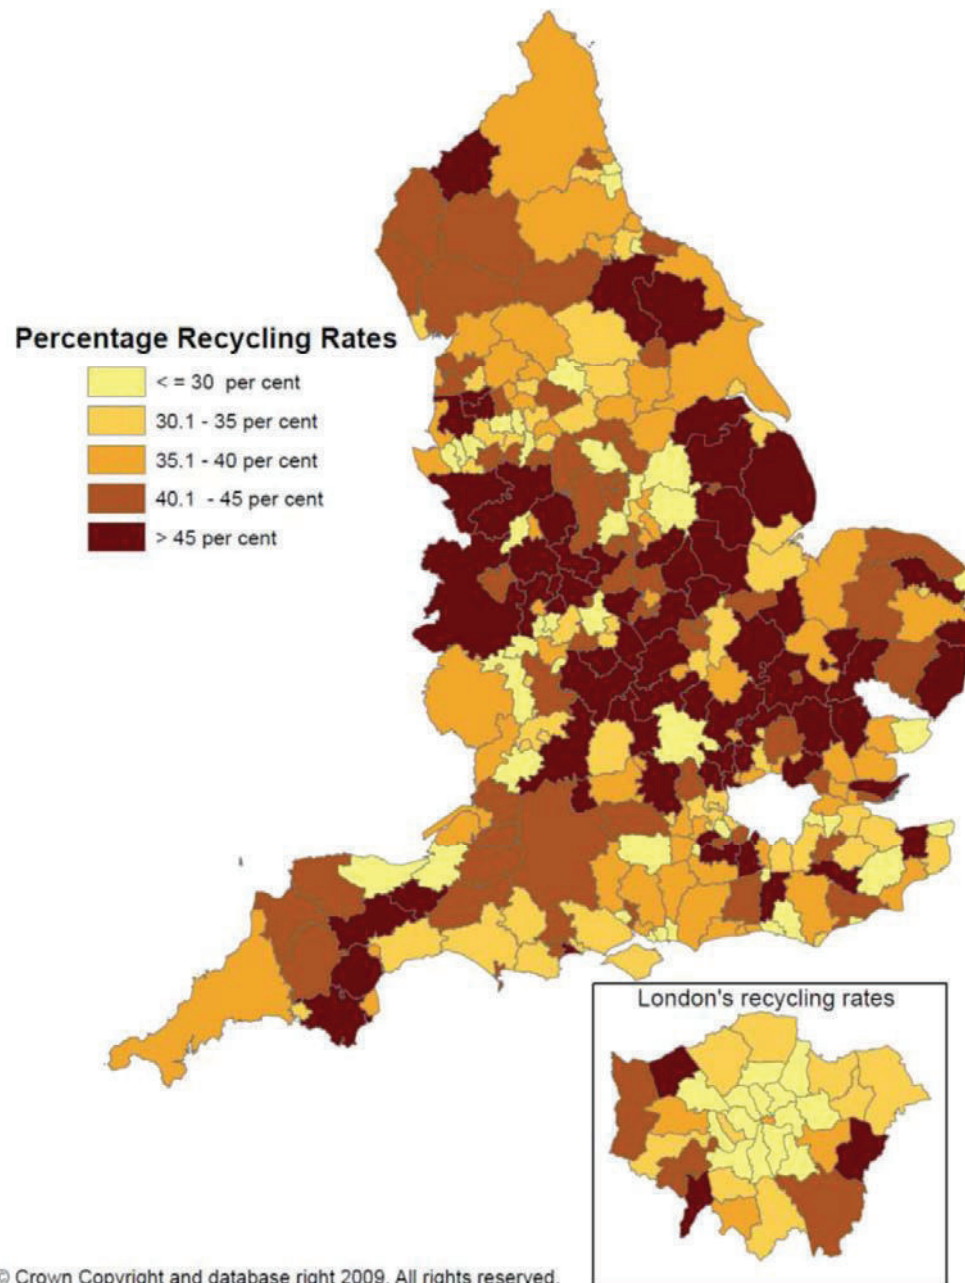 Percentage Recycling Rates
< = 30 per cent
30.1 - 35 per cent
35.1 - 40 per cent
40.1 - 45 per cent
> 45 per cent
London's recycling rates
© Crown Copyright and database right 2009. All rights reserved.